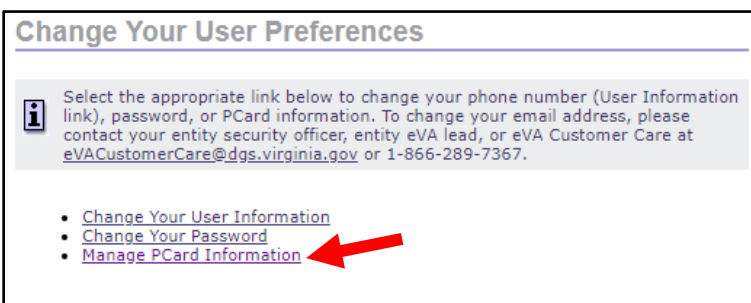 Change Your User Preferences
i Select the appropriate link below to change your phone number (User Information
link), password, or PCard information. To change your email address, please
contact your entity security officer, entity eVA lead, or eVA Customer Care at
eVACustomerCare@dgs.virginia.gov or 1-866-289-7367.
• Change Your User Information
• Change Your Password
• Manage PCard Information